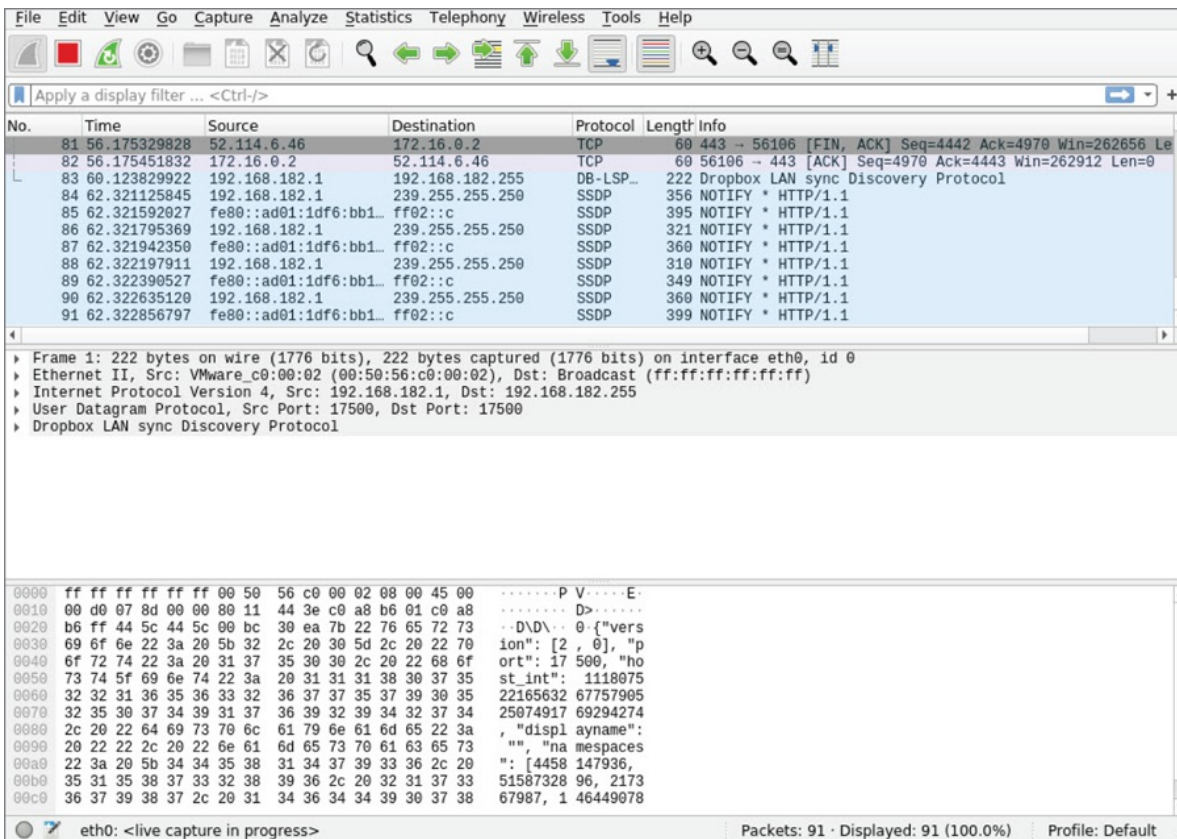 File Edit View Go Capture Analyze Statistics Telephony Wireless Tools Help
Apply a display filter ... <Ctrl-/>
No. Time Source Destination Protocol Length Info
81 56.175329828 52.114.6.46 172.16.0.2 TCP 60 443 → 56106 [FIN, ACK] Seq=4442 Ack=4970 Win=262656 Le
82 56.175451832 172.16.0.2 52.114.6.46 TCP 60 56106 → 443 [ACK] Seq=4970 Ack=4443 Win=262912 Len=0
83 60.123829922 192.168.182.1 192.168.182.255 DB-LSP… 222 Dropbox LAN sync Discovery Protocol
84 62.321125845 192.168.182.1 239.255.255.250 SSDP 356 NOTIFY * HTTP/1.1
85 62.321592027 fe80::ad01:1df6:bb1… ff02::c SSDP 395 NOTIFY * HTTP/1.1
86 62.321795369 192.168.182.1 239.255.255.250 SSDP 321 NOTIFY * HTTP/1.1
87 62.321942350 fe80::ad01:1df6:bb1… ff02::c SSDP 360 NOTIFY * HTTP/1.1
88 62.322197911 192.168.182.1 239.255.255.250 SSDP 310 NOTIFY * HTTP/1.1
89 62.322390527 fe80::ad01:1df6:bb1… ff02::c SSDP 349 NOTIFY * HTTP/1.1
90 62.322635120 192.168.182.1 239.255.255.250 SSDP 360 NOTIFY * HTTP/1.1
91 62.322856797 fe80::ad01:1df6:bb1… ff02::c SSDP 399 NOTIFY * HTTP/1.1
Frame 1: 222 bytes on wire (1776 bits), 222 bytes captured (1776 bits) on interface eth0, id 0
Ethernet II, Src: VMware_c0:00:02 (00:50:56:c0:00:02), Dst: Broadcast (ff:ff:ff:ff:ff:ff)
Internet Protocol Version 4, Src: 192.168.182.1, Dst: 192.168.182.255
User Datagram Protocol, Src Port: 17500, Dst Port: 17500
Dropbox LAN sync Discovery Protocol
0000 ff ff ff ff ff ff 00 50 56 c0 00 02 08 00 45 00 ·······P V·····E·
0010 00 d0 07 8d 00 00 80 11 44 3e c0 a8 b6 01 c0 a8 ········ D>······
0020 b6 ff 44 5c 44 5c 00 bc 30 ea 7b 22 76 65 72 73 ··D\D\·· 0·{"vers
0030 69 6f 6e 22 3a 20 5b 32 2c 20 30 5d 2c 20 22 70 ion": [2 , 0], "p
0040 6f 72 74 22 3a 20 31 37 35 30 30 2c 20 22 68 6f ort": 17 500, "ho
0050 73 74 5f 69 6e 74 22 3a 20 31 31 31 38 30 37 35 st_int": 1118075
0060 32 32 31 36 35 36 33 32 36 37 37 35 37 39 30 35 22165632 67757905
0070 32 35 30 37 34 39 31 37 36 39 32 39 34 32 37 34 25074917 69294274
0080 2c 20 22 64 69 73 70 6c 61 79 6e 61 6d 65 22 3a , "displ ayname":
0090 20 22 22 2c 20 22 6e 61 6d 65 73 70 61 63 65 73 "", "na mespaces
00a0 22 3a 20 5b 34 34 35 38 31 34 37 39 33 36 2c 20 ": [4458 147936,
00b0 35 31 35 38 37 33 32 38 39 36 2c 20 32 31 37 33 51587328 96, 2173
00c0 36 37 39 38 37 2c 20 31 34 36 34 34 39 30 37 38 67987, 1 46449078
eth0: <live capture in progress> Packets: 91 · Displayed: 91 (100.0%) Profile: Default